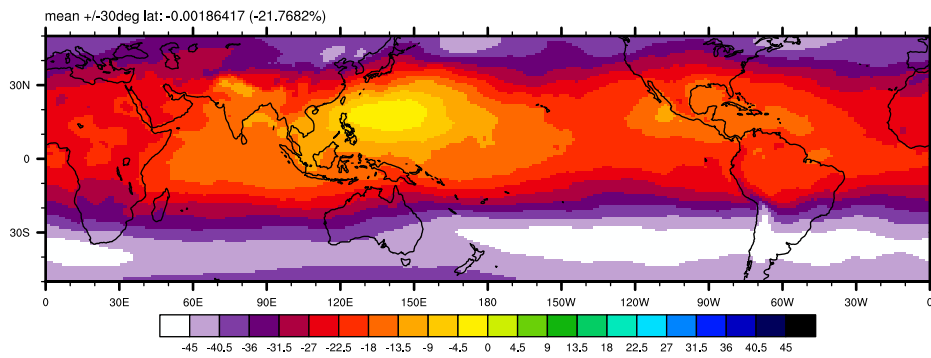 mean +/-30deg lat: -0.00186417 (-21.7682%)
30N
0
30S
0 30E 60E 90E 120E 150E 180 150W 120W 90W 60W 30W 0
-45 -40.5 -36 -31.5 -27 -22.5 -18 -13.5 -9 -4.5 0 4.5 9 13.5 18 22.5 27 31.5 36 40.5 45